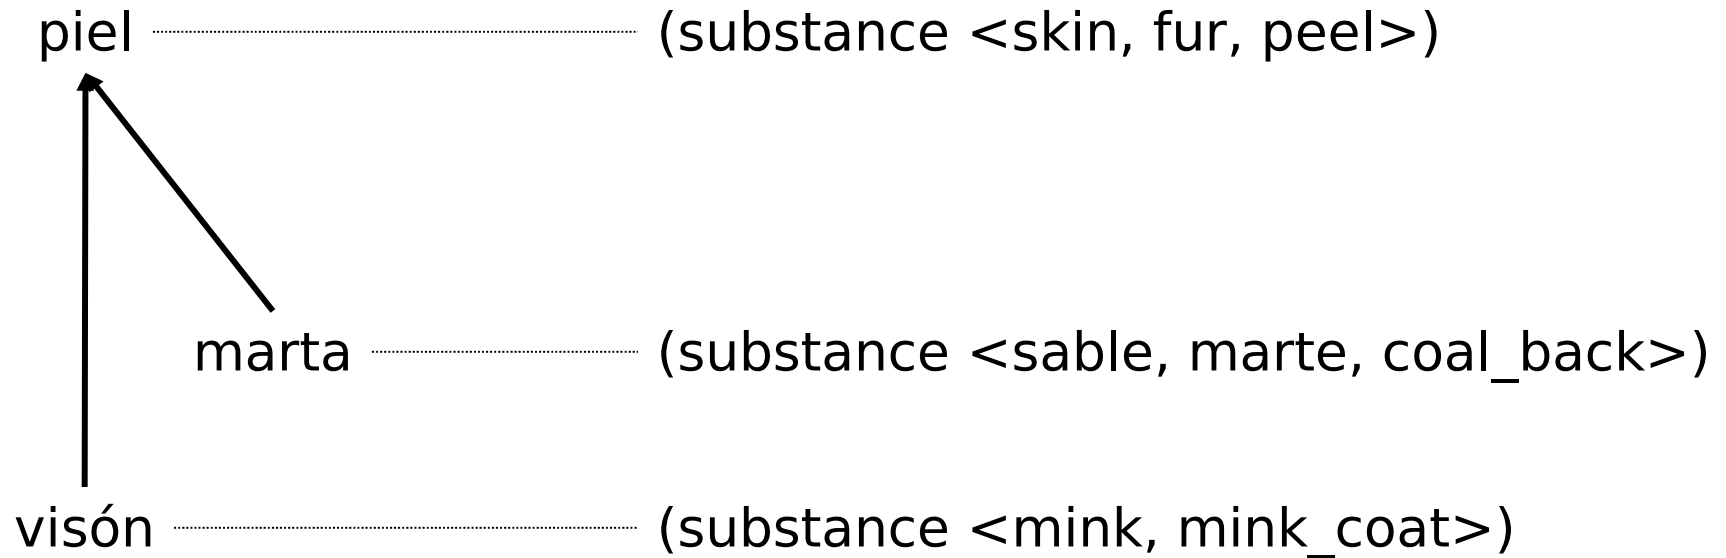 piel (substance <skin, fur, peel>)
marta (substance <sable, marte, coal_back>)
visón (substance <mink, mink_coat>)